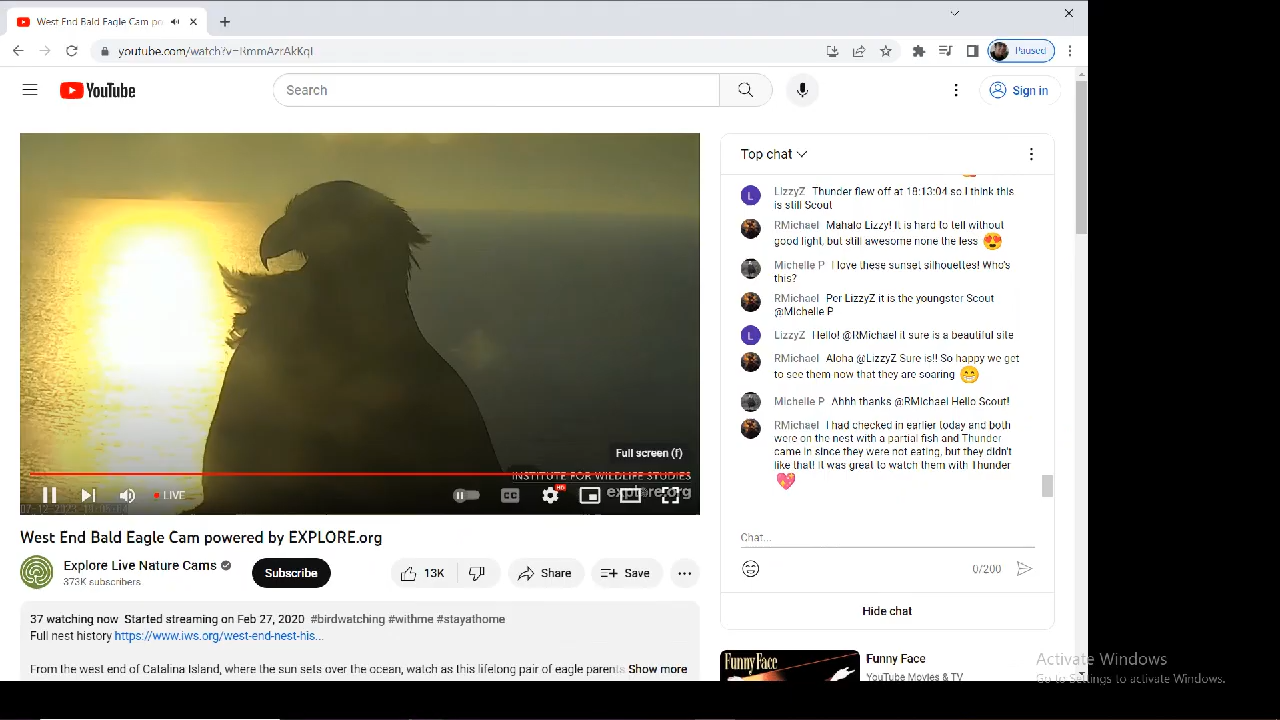 West End Bald Eagle Cam po
youtube.com/watch?v=RmmAzrAkKqI
Paused
YouTube
Search
Sign in
Top chat
LizzyZ Thunder flew off at 18:13:04 so I think this
is still Scout
RMichael Mahalo Lizzy! It is hard to tell without
good light, but still awesome none the less
Michelle P I love these sunset silhouettes! Who's
this?
RMichael Per LizzyZ it is the youngster Scout
@Michelle P
LizzyZ Hello! @RMichael it sure is a beautiful site
RMichael Aloha @LizzyZ Sure is!! So happy we get
to see them now that they are soaring
Michelle P Ahhh thanks @RMichael Hello Scout!
RMichael I had checked in earlier today and both
were on the nest with a partial fish and Thunder
came in since they were not eating, but they didn't
like that! It was great to watch them with Thunder
Full screen (f)
INSTITUTE FOR WILDLIFE STUDIES
explore.org
LIVE
CC
HD
Chat...
0/200
Hide chat
West End Bald Eagle Cam powered by EXPLORE.org
Explore Live Nature Cams
373K subscribers
Subscribe
13K
Share
Save
37 watching now Started streaming on Feb 27, 2020 #birdwatching #withme #stayathome
Full nest history https://www.iws.org/west-end-nest-his...
From the west end of Catalina Island, where the sun sets over the ocean, watch as this lifelong pair of eagle parents Show more
Funny Face
Funny Face
YouTube Movies & TV
Activate Windows
Go to Settings to activate Windows.